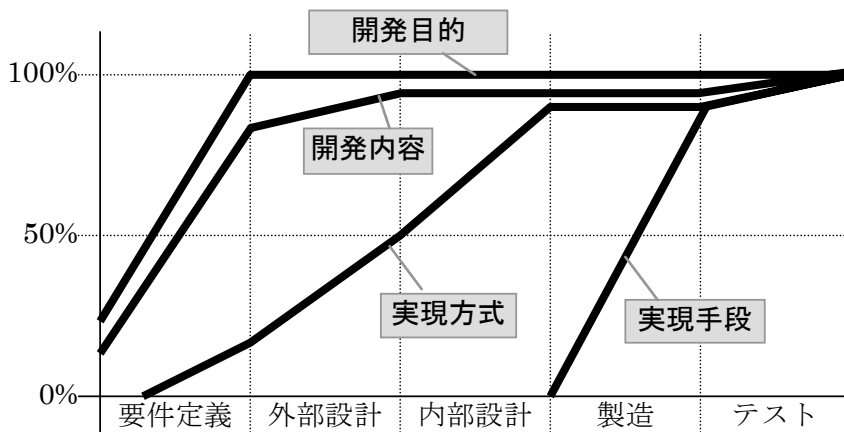 開発目的
100%
開発内容
50%
実現方式
実現手段
0%
要件定義 外部設計 内部設計 製造 テスト